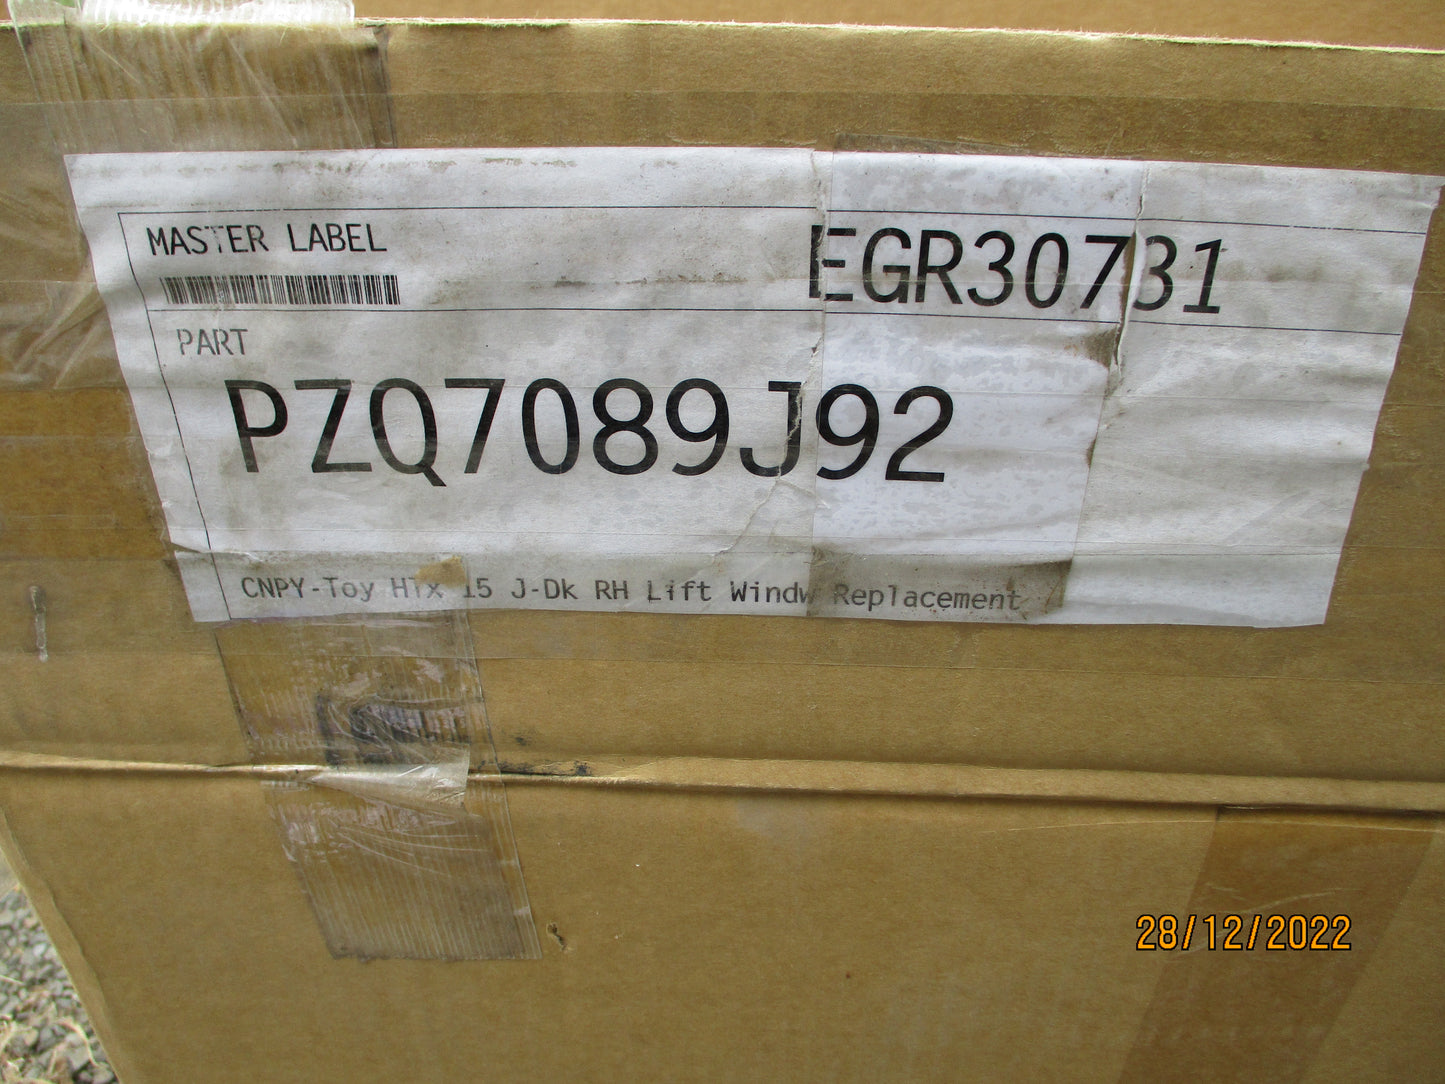 MASTER LABEL
EGR30731
PART
PZQ7089J92
CNPY-Toy HTx 15 J-Dk RH Lift Windw Replacement
28/12/2022